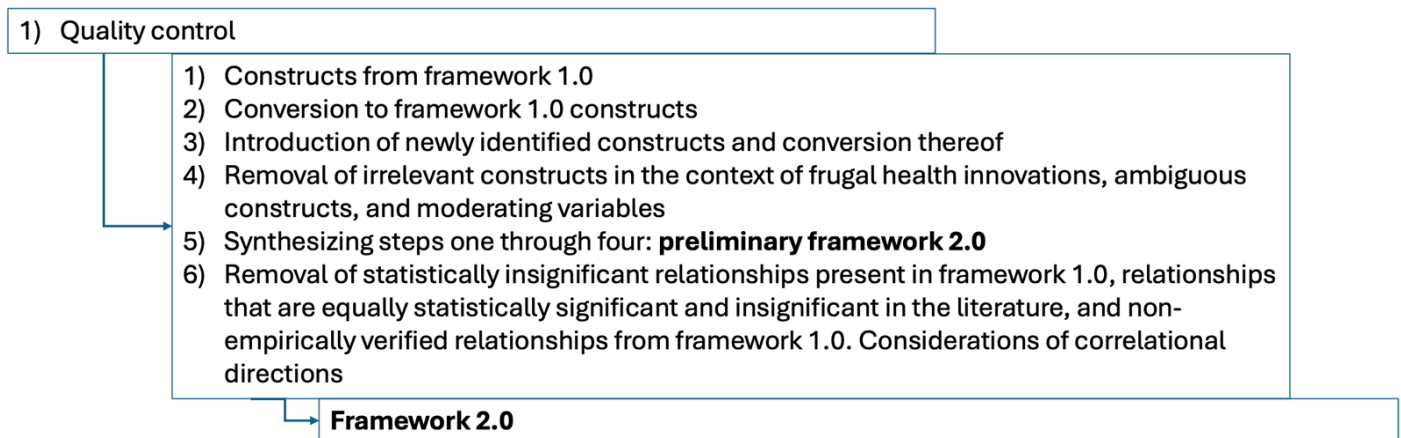 1) Quality control
1) Constructs from framework 1.0
2) Conversion to framework 1.0 constructs
3) Introduction of newly identified constructs and conversion thereof
4) Removal of irrelevant constructs in the context of frugal health innovations, ambiguous
constructs, and moderating variables
5) Synthesizing steps one through four: preliminary framework 2.0
6) Removal of statistically insignificant relationships present in framework 1.0, relationships
that are equally statistically significant and insignificant in the literature, and non-
empirically verified relationships from framework 1.0. Considerations of correlational
directions
Framework 2.0